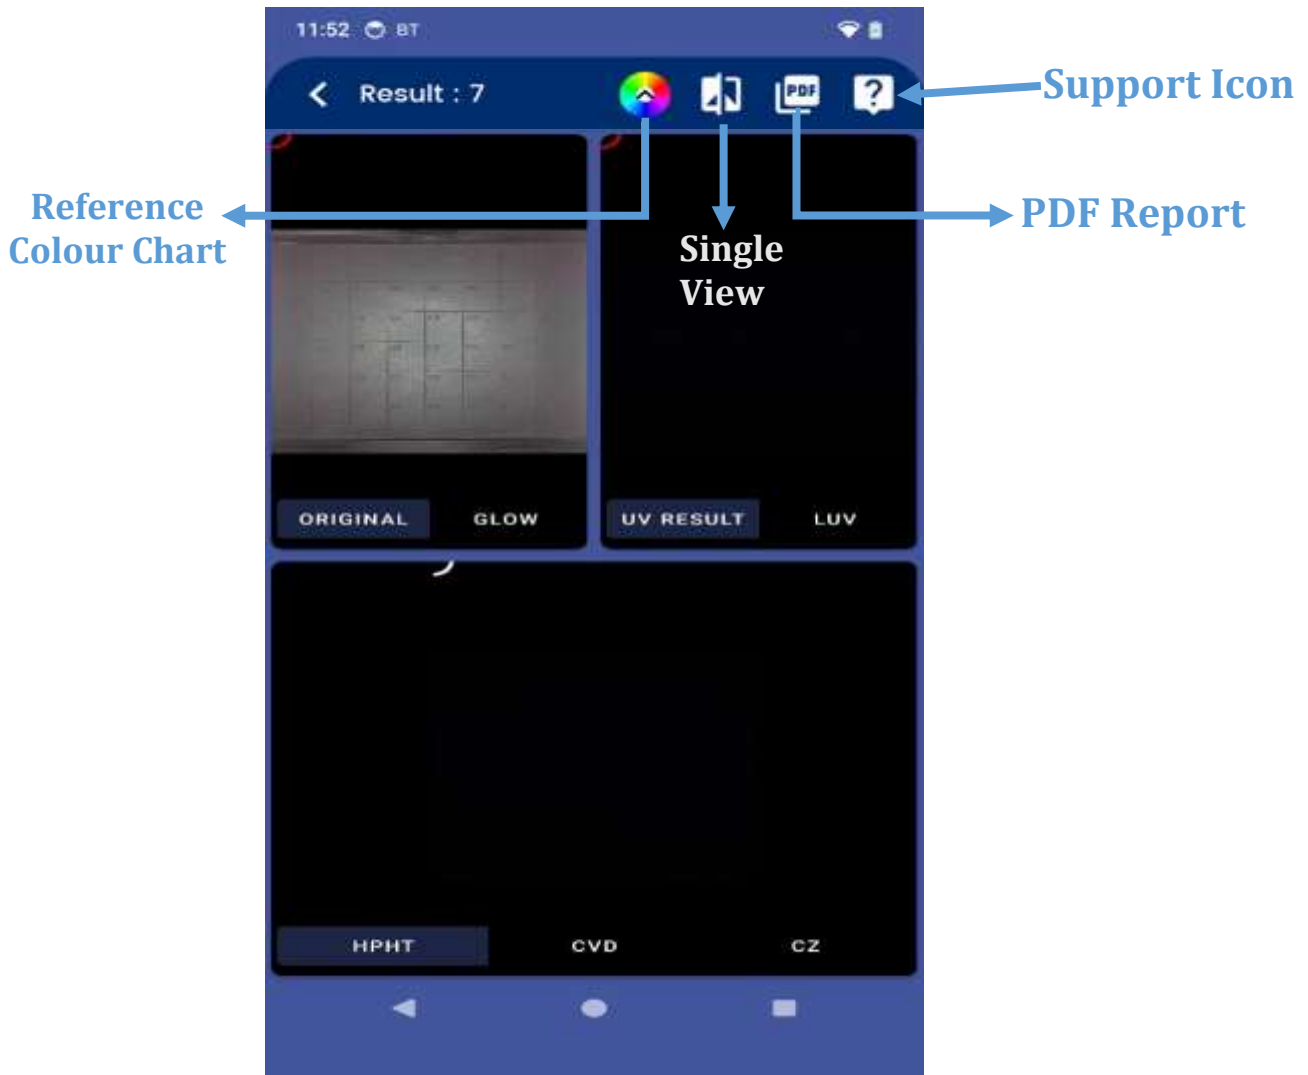 11:52 BT
Result : 7
PDF
?
Support Icon
Reference
Colour Chart
Single
View
PDF Report
ORIGINAL GLOW
UV RESULT LUV
HPHT CVD CZ